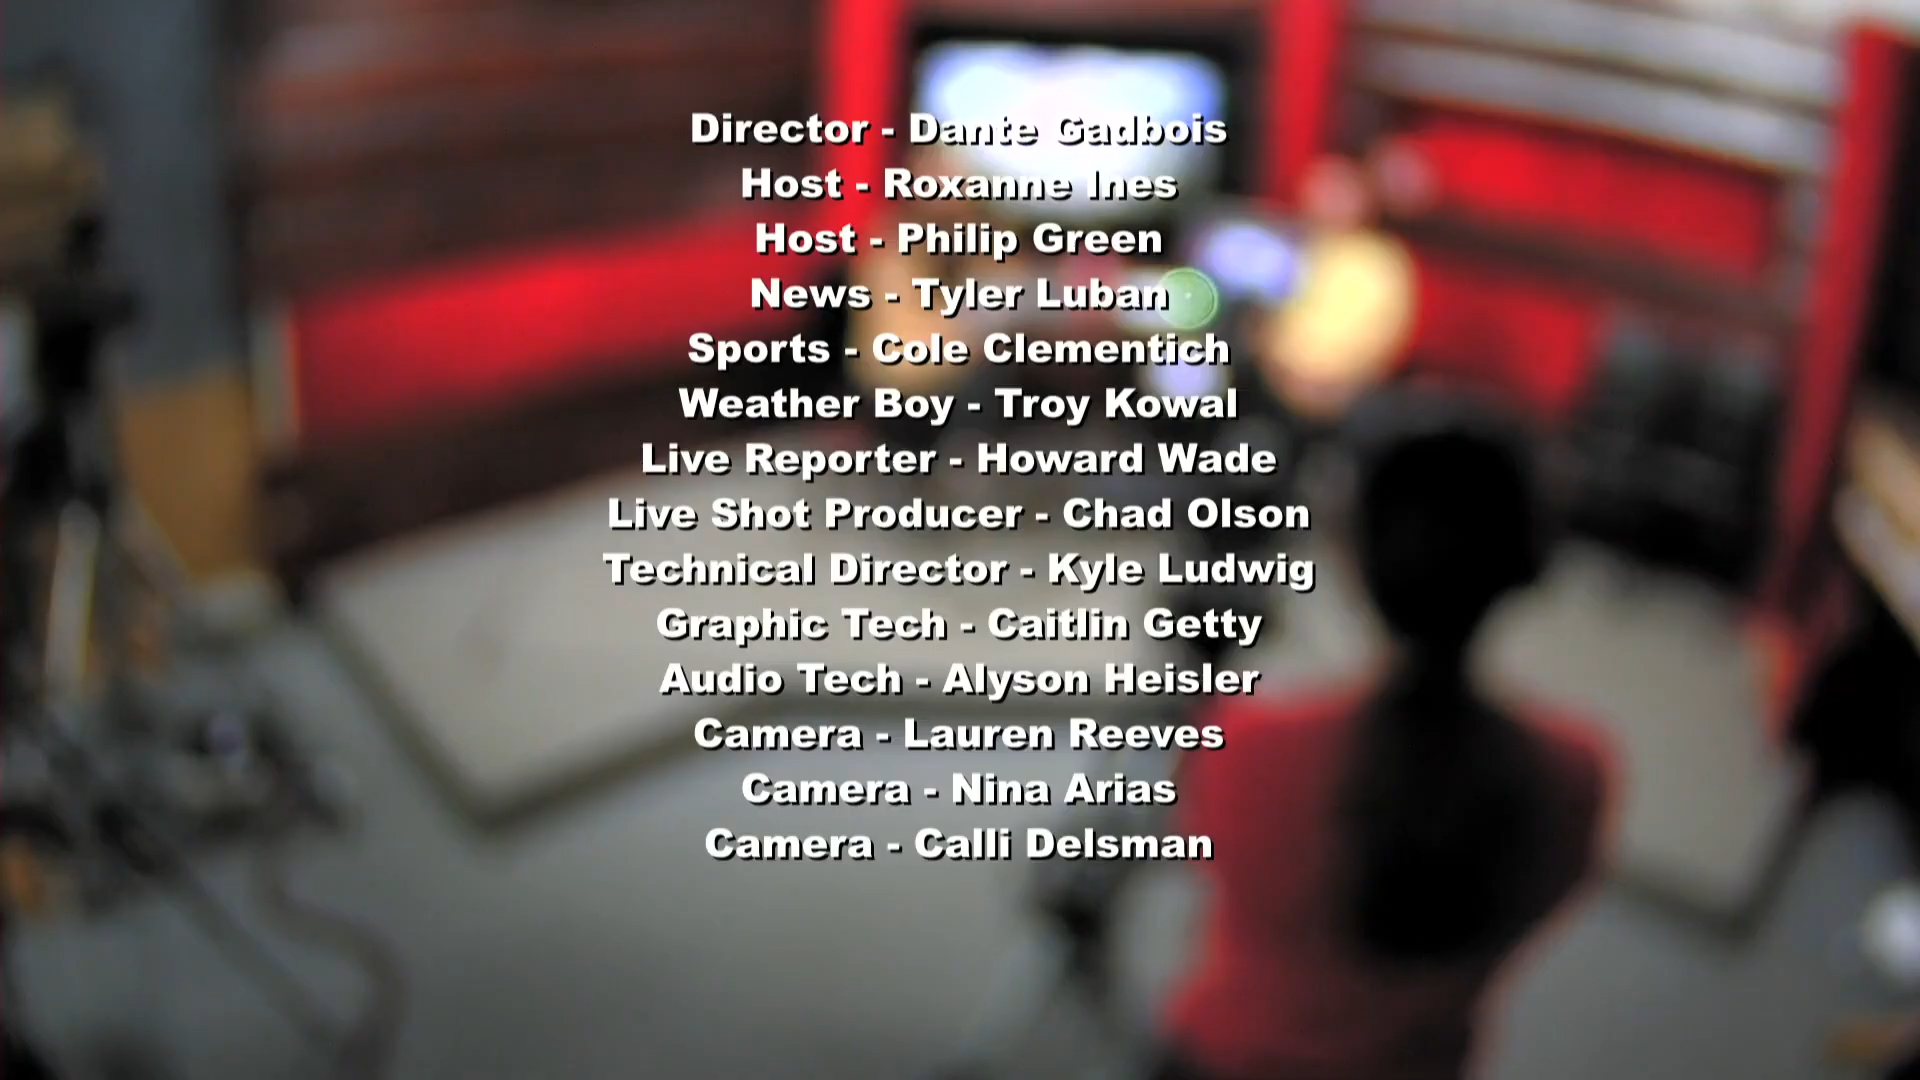 Director - Dante Gadbois
Host - Roxanne Ines
Host - Philip Green
News - Tyler Luban
Sports - Cole Clementich
Weather Boy - Troy Kowal
Live Reporter - Howard Wade
Live Shot Producer - Chad Olson
Technical Director - Kyle Ludwig
Graphic Tech - Caitlin Getty
Audio Tech - Alyson Heisler
Camera - Lauren Reeves
Camera - Nina Arias
Camera - Calli Delsman